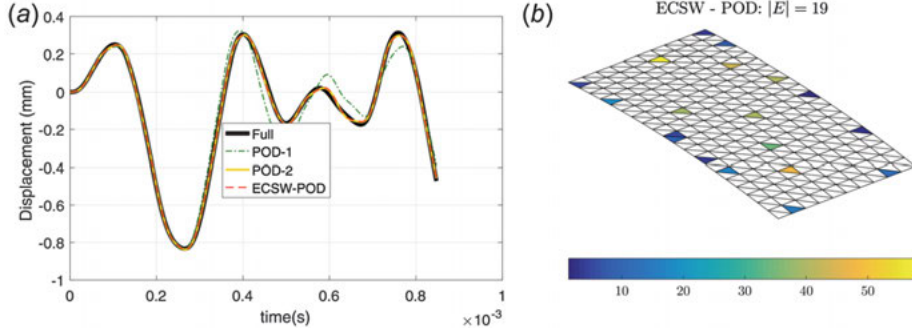 (a)
0.4
0.2
0
-0.2
-0.4
-0.6
-0.8
-1
Displacement (mm)
Full
POD-1
POD-2
ECSW-POD
0 0.2 0.4 0.6 0.8 1
time(s)
×10⁻³
(b)
ECSW - POD: |E| = 19
10 20 30 40 50